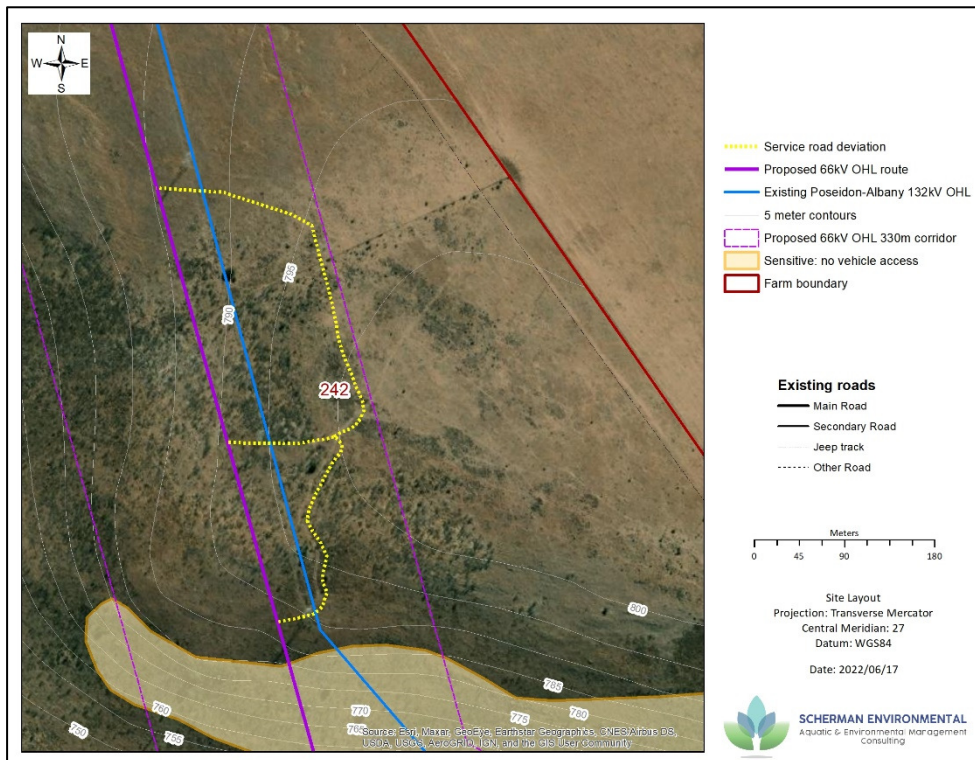 N
W E
S
795
790
242
800
785
780
775
770
765
760
755
750
Source: Esri, Maxar, GeoEye, Earthstar Geographics, CNES/Airbus DS,
USDA, USGS, AeroGRID, IGN, and the GIS User Community
Service road deviation
Proposed 66kV OHL route
Existing Poseidon-Albany 132kV OHL
5 meter contours
Proposed 66kV OHL 330m corridor
Sensitive: no vehicle access
Farm boundary
Existing roads
Main Road
Secondary Road
Jeep track
Other Road
Meters
0 45 90 180
Site Layout
Projection: Transverse Mercator
Central Meridian: 27
Datum: WGS84
Date: 2022/06/17
SCHERMAN ENVIRONMENTAL
Aquatic & Environmental Management
Consulting